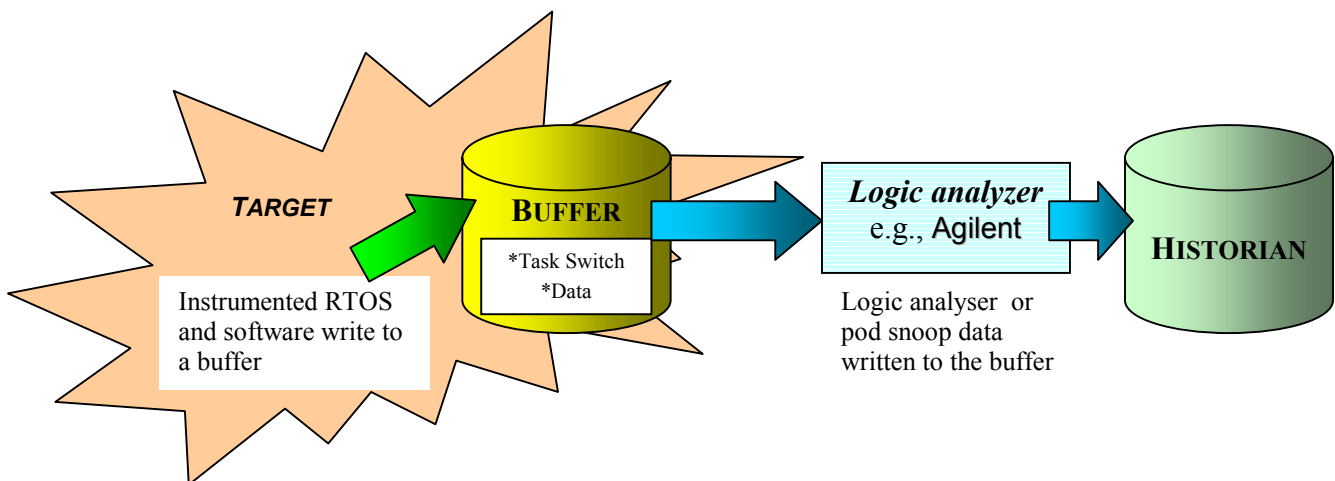 TARGET
Instrumented RTOS
and software write to
a buffer
BUFFER
*Task Switch
*Data
Logic analyzer
e.g., Agilent
Logic analyser or
pod snoop data
written to the buffer
HISTORIAN